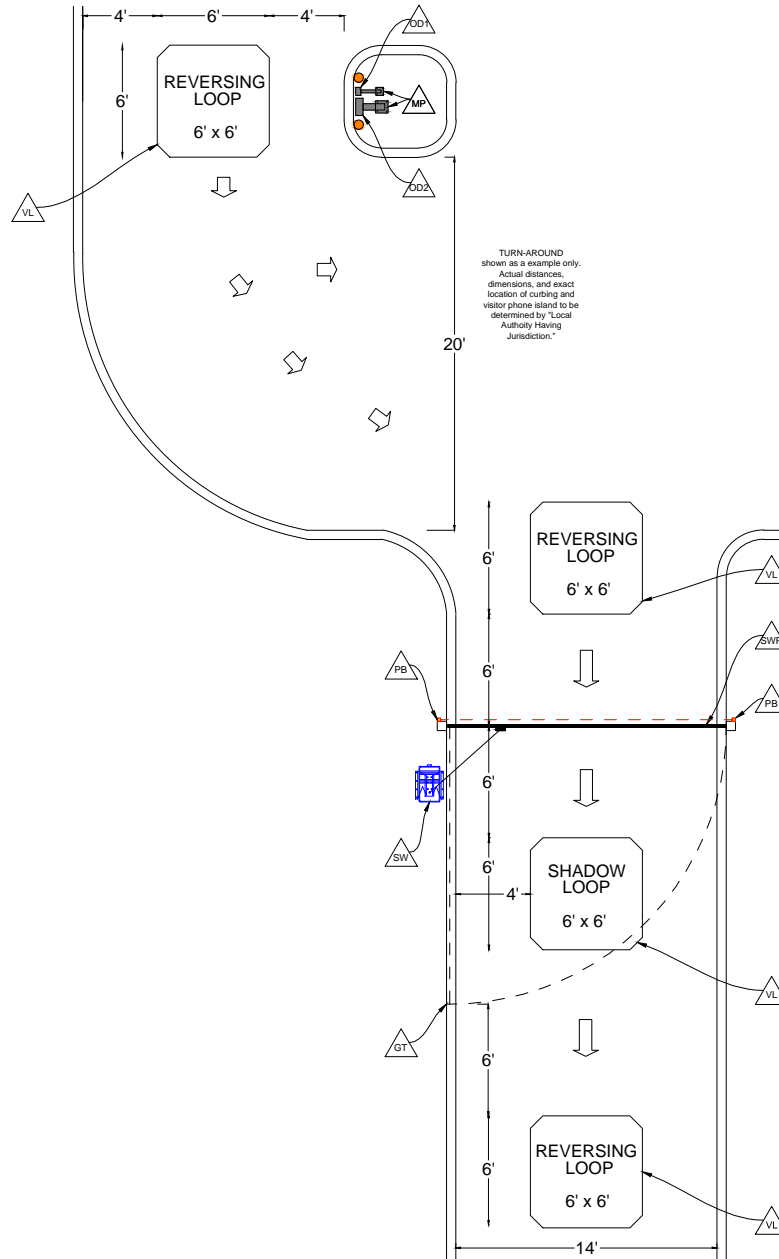 4'
6'
4'
OD1
REVERSING
LOOP
6' x 6'
6'
MP
OD2
VL
TURN-AROUND
shown as a example only.
Actual distances,
dimensions, and exact
location of curbing and
visitor phone island to be
determined by "Local
Authoity Having
Jurisdiction."
20'
6'
REVERSING
LOOP
6' x 6'
VL
6'
PB
PB
6'
SW
6'
SHADOW
LOOP
6' x 6'
4'
VL
GT
6'
6'
REVERSING
LOOP
6' x 6'
VL
14'